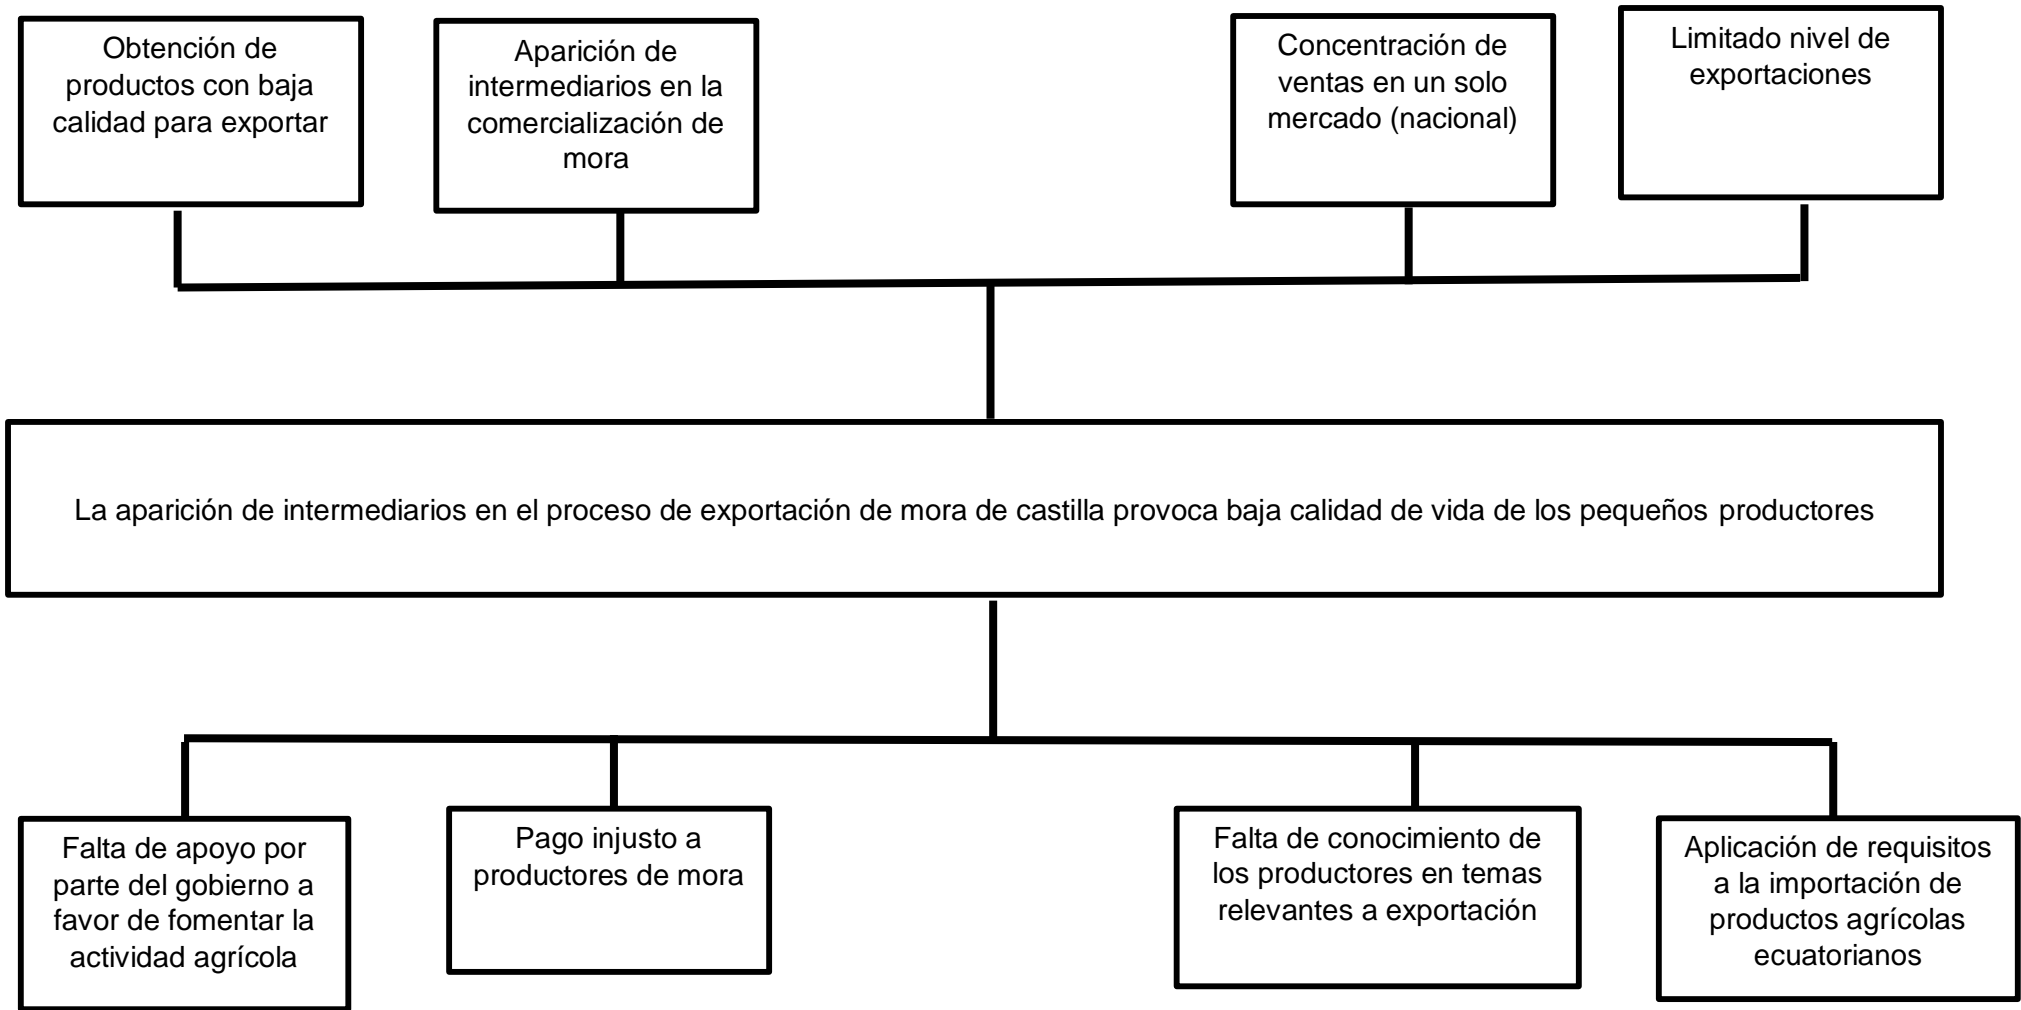 Obtención de
productos con baja
calidad para exportar
Aparición de
intermediarios en la
comercialización de
mora
Concentración de
ventas en un solo
mercado (nacional)
Limitado nivel de
exportaciones
La aparición de intermediarios en el proceso de exportación de mora de castilla provoca baja calidad de vida de los pequeños productores
Falta de apoyo por
parte del gobierno a
favor de fomentar la
actividad agrícola
Pago injusto a
productores de mora
Falta de conocimiento de
los productores en temas
relevantes a exportación
Aplicación de requisitos
a la importación de
productos agrícolas
ecuatorianos